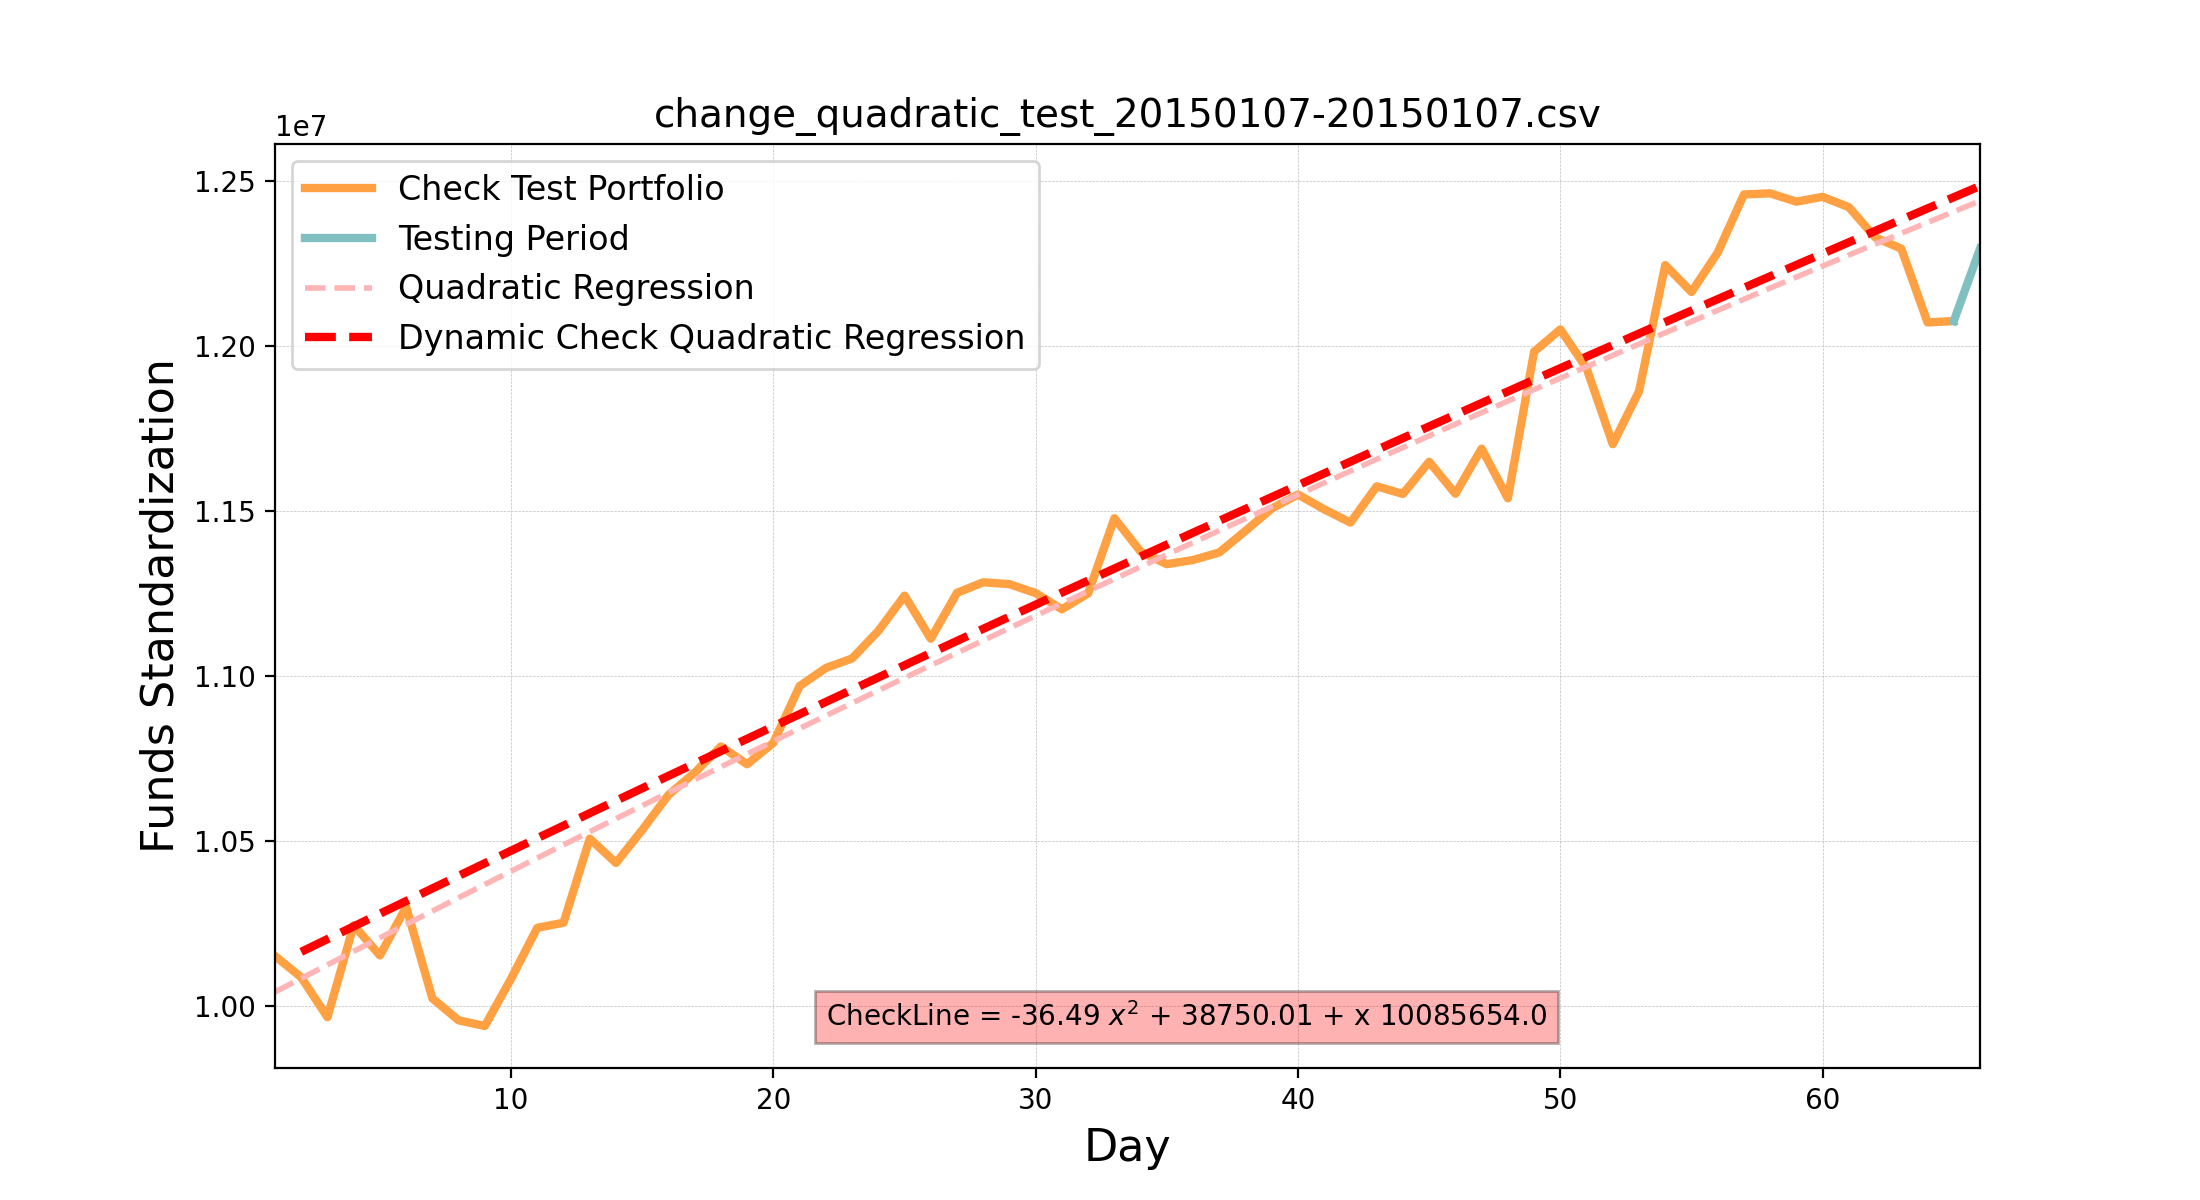 change_quadratic_test_20150107-20150107.csv
1e7
1.25
1.20
1.15
1.10
1.05
1.00
Funds Standardization
Check Test Portfolio
Testing Period
Quadratic Regression
Dynamic Check Quadratic Regression
CheckLine = -36.49 x² + 38750.01 + x 10085654.0
10 20 30 40 50 60
Day